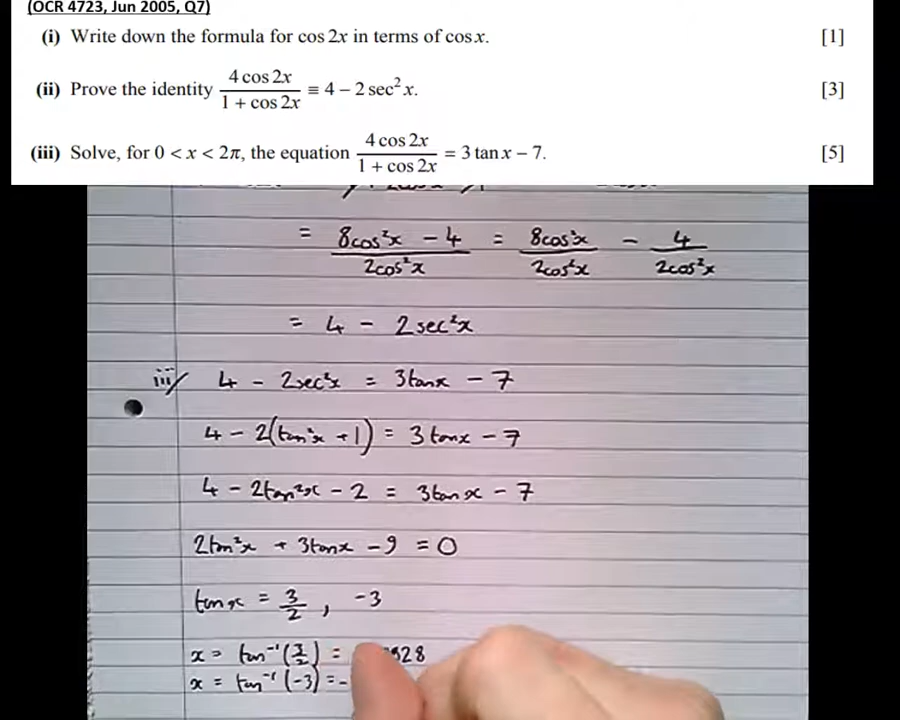 (OCR 4723, Jun 2005, Q7)
(i) Write down the formula for cos 2x in terms of cos x. [1]
(ii) Prove the identity 4 cos 2x / 1 + cos 2x ≡ 4 − 2 sec² x. [3]
(iii) Solve, for 0 < x < 2π, the equation 4 cos 2x / 1 + cos 2x = 3 tan x − 7. [5]
= 8cos²x − 4 / 2cos²x = 8cos²x / 2cos²x − 4 / 2cos²x
= 4 − 2sec²x
iii/ 4 − 2sec²x = 3tanx − 7
4 − 2(tan²x + 1) = 3tanx − 7
4 − 2tan²x − 2 = 3tanx − 7
2tan²x + 3tanx − 9 = 0
tanx = 3/2 , −3
x = tan⁻¹(3/2) = 28
x = tan⁻¹(−3) = −